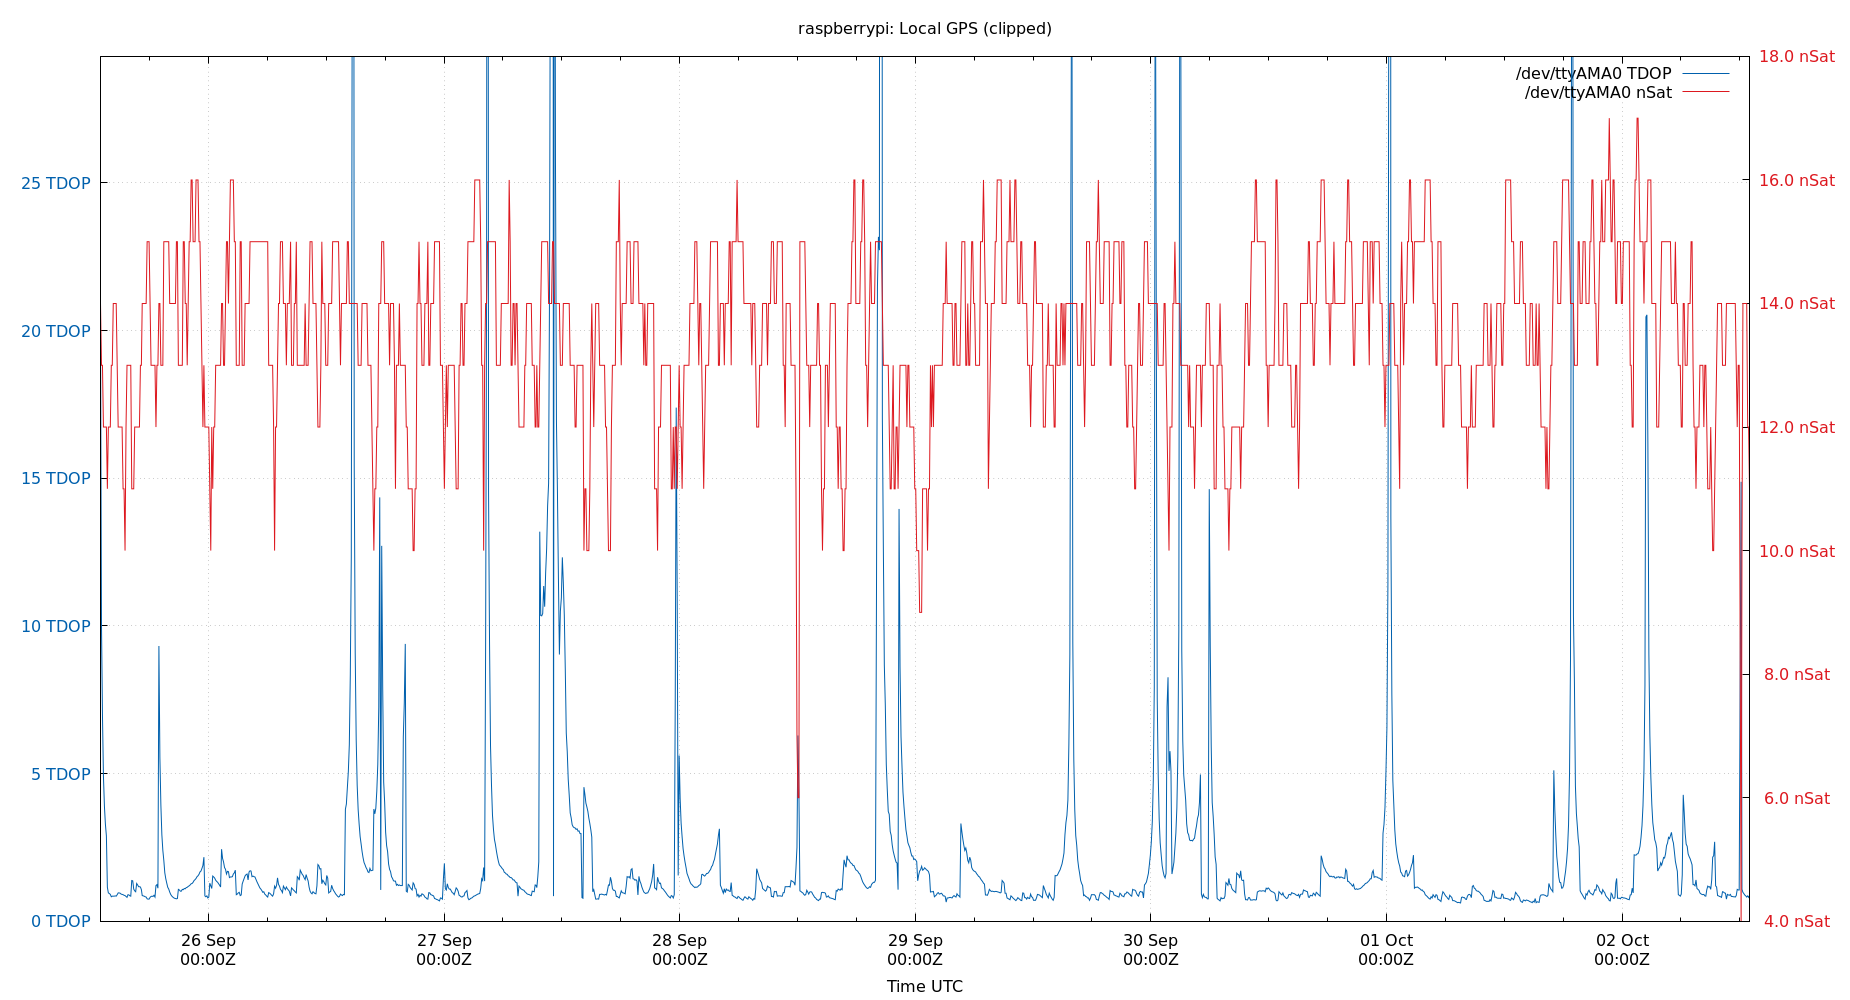 raspberrypi: Local GPS (clipped)
18.0 nSat
/dev/ttyAMA0 TDOP
/dev/ttyAMA0 nSat
25 TDOP
16.0 nSat
20 TDOP
14.0 nSat
15 TDOP
12.0 nSat
10 TDOP
10.0 nSat
8.0 nSat
5 TDOP
6.0 nSat
0 TDOP
4.0 nSat
26 Sep 27 Sep 28 Sep 29 Sep 30 Sep 01 Oct 02 Oct
00:00Z 00:00Z 00:00Z 00:00Z 00:00Z 00:00Z 00:00Z
Time UTC